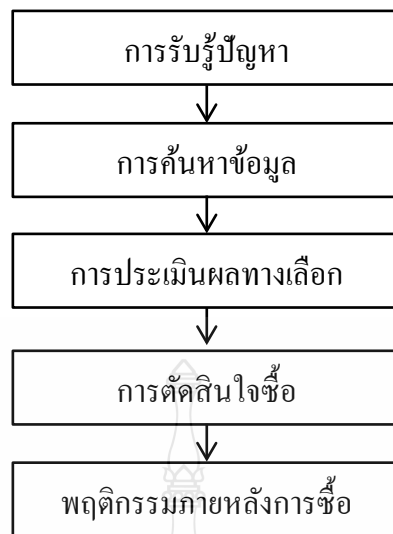 การรับรู้ปัญหา
การค้นหาข้อมูล
การประเมินผลทางเลือก
การตัดสินใจซื้อ
พฤติกรรมภายหลังการซื้อ